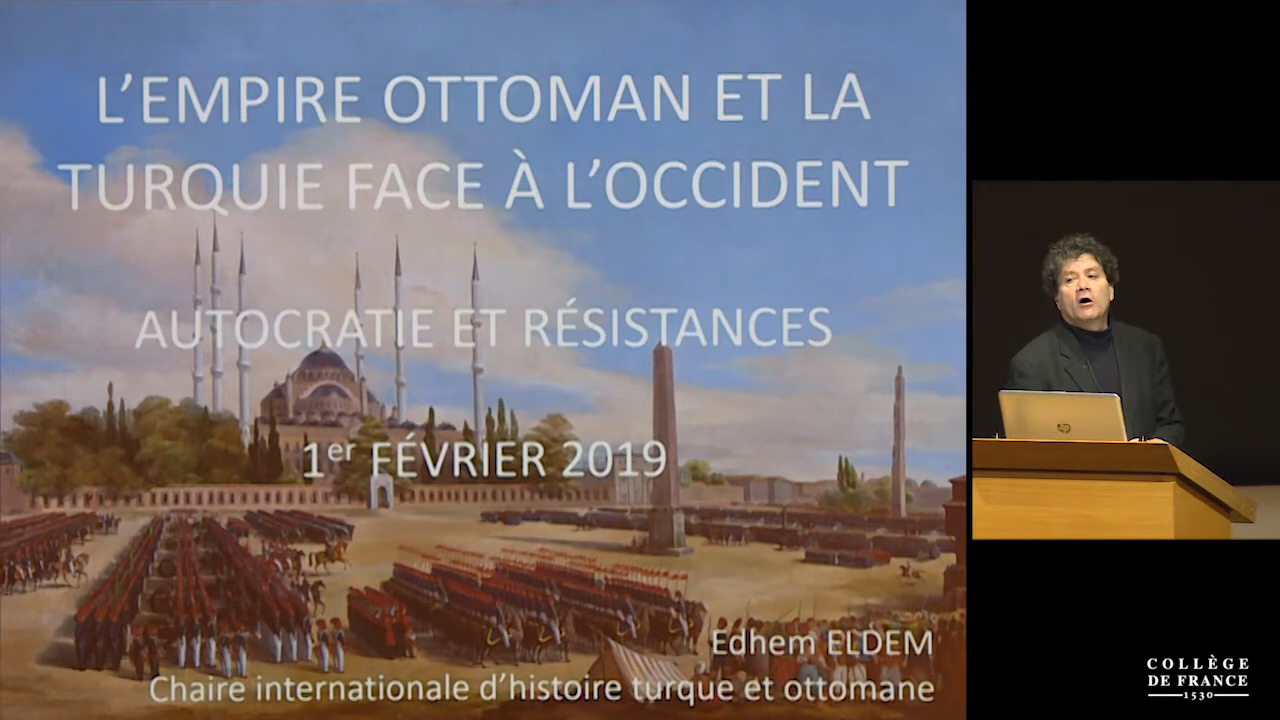 L’EMPIRE OTTOMAN ET LA
TURQUIE FACE À L’OCCIDENT
AUTOCRATIE ET RÉSISTANCES
1er FÉVRIER 2019
Edhem ELDEM
Chaire internationale d’histoire turque et ottomane
hp
COLLÈGE
DE FRANCE
1530